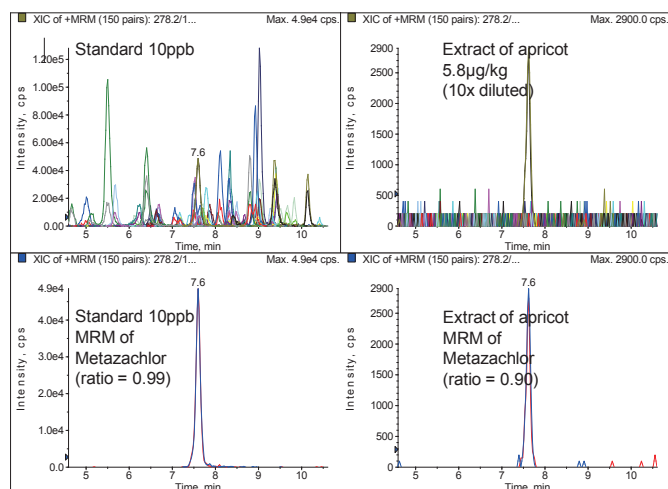 XIC of +MRM (150 pairs): 278.2/1... Max. 4.9e4 cps.
Standard 10ppb
Intensity, cps
1.20e5
1.00e5
8.00e4
6.00e4
4.00e4
2.00e4
0.00
7.6
5 6 7 8 9 10
Time, min
XIC of +MRM (150 pairs): 278.2/... Max. 2900.0 cps.
Extract of apricot
5.8µg/kg
(10x diluted)
Intensity, cps
2900
2500
2000
1500
1000
500
0
5 6 7 8 9 10
Time, min
XIC of +MRM (150 pairs): 278.2/1... Max. 4.9e4 cps.
7.6
Standard 10ppb
MRM of
Metazachlor
(ratio = 0.99)
Intensity, cps
4.9e4
4.0e4
3.0e4
2.0e4
1.0e4
0.0
5 6 7 8 9 10
Time, min
XIC of +MRM (150 pairs): 278.2/... Max. 2900.0 cps.
7.6
Extract of apricot
MRM of
Metazachlor
(ratio = 0.90)
Intensity, cps
2900
2500
2000
1500
1000
500
0
5 6 7 8 9 10
Time, min